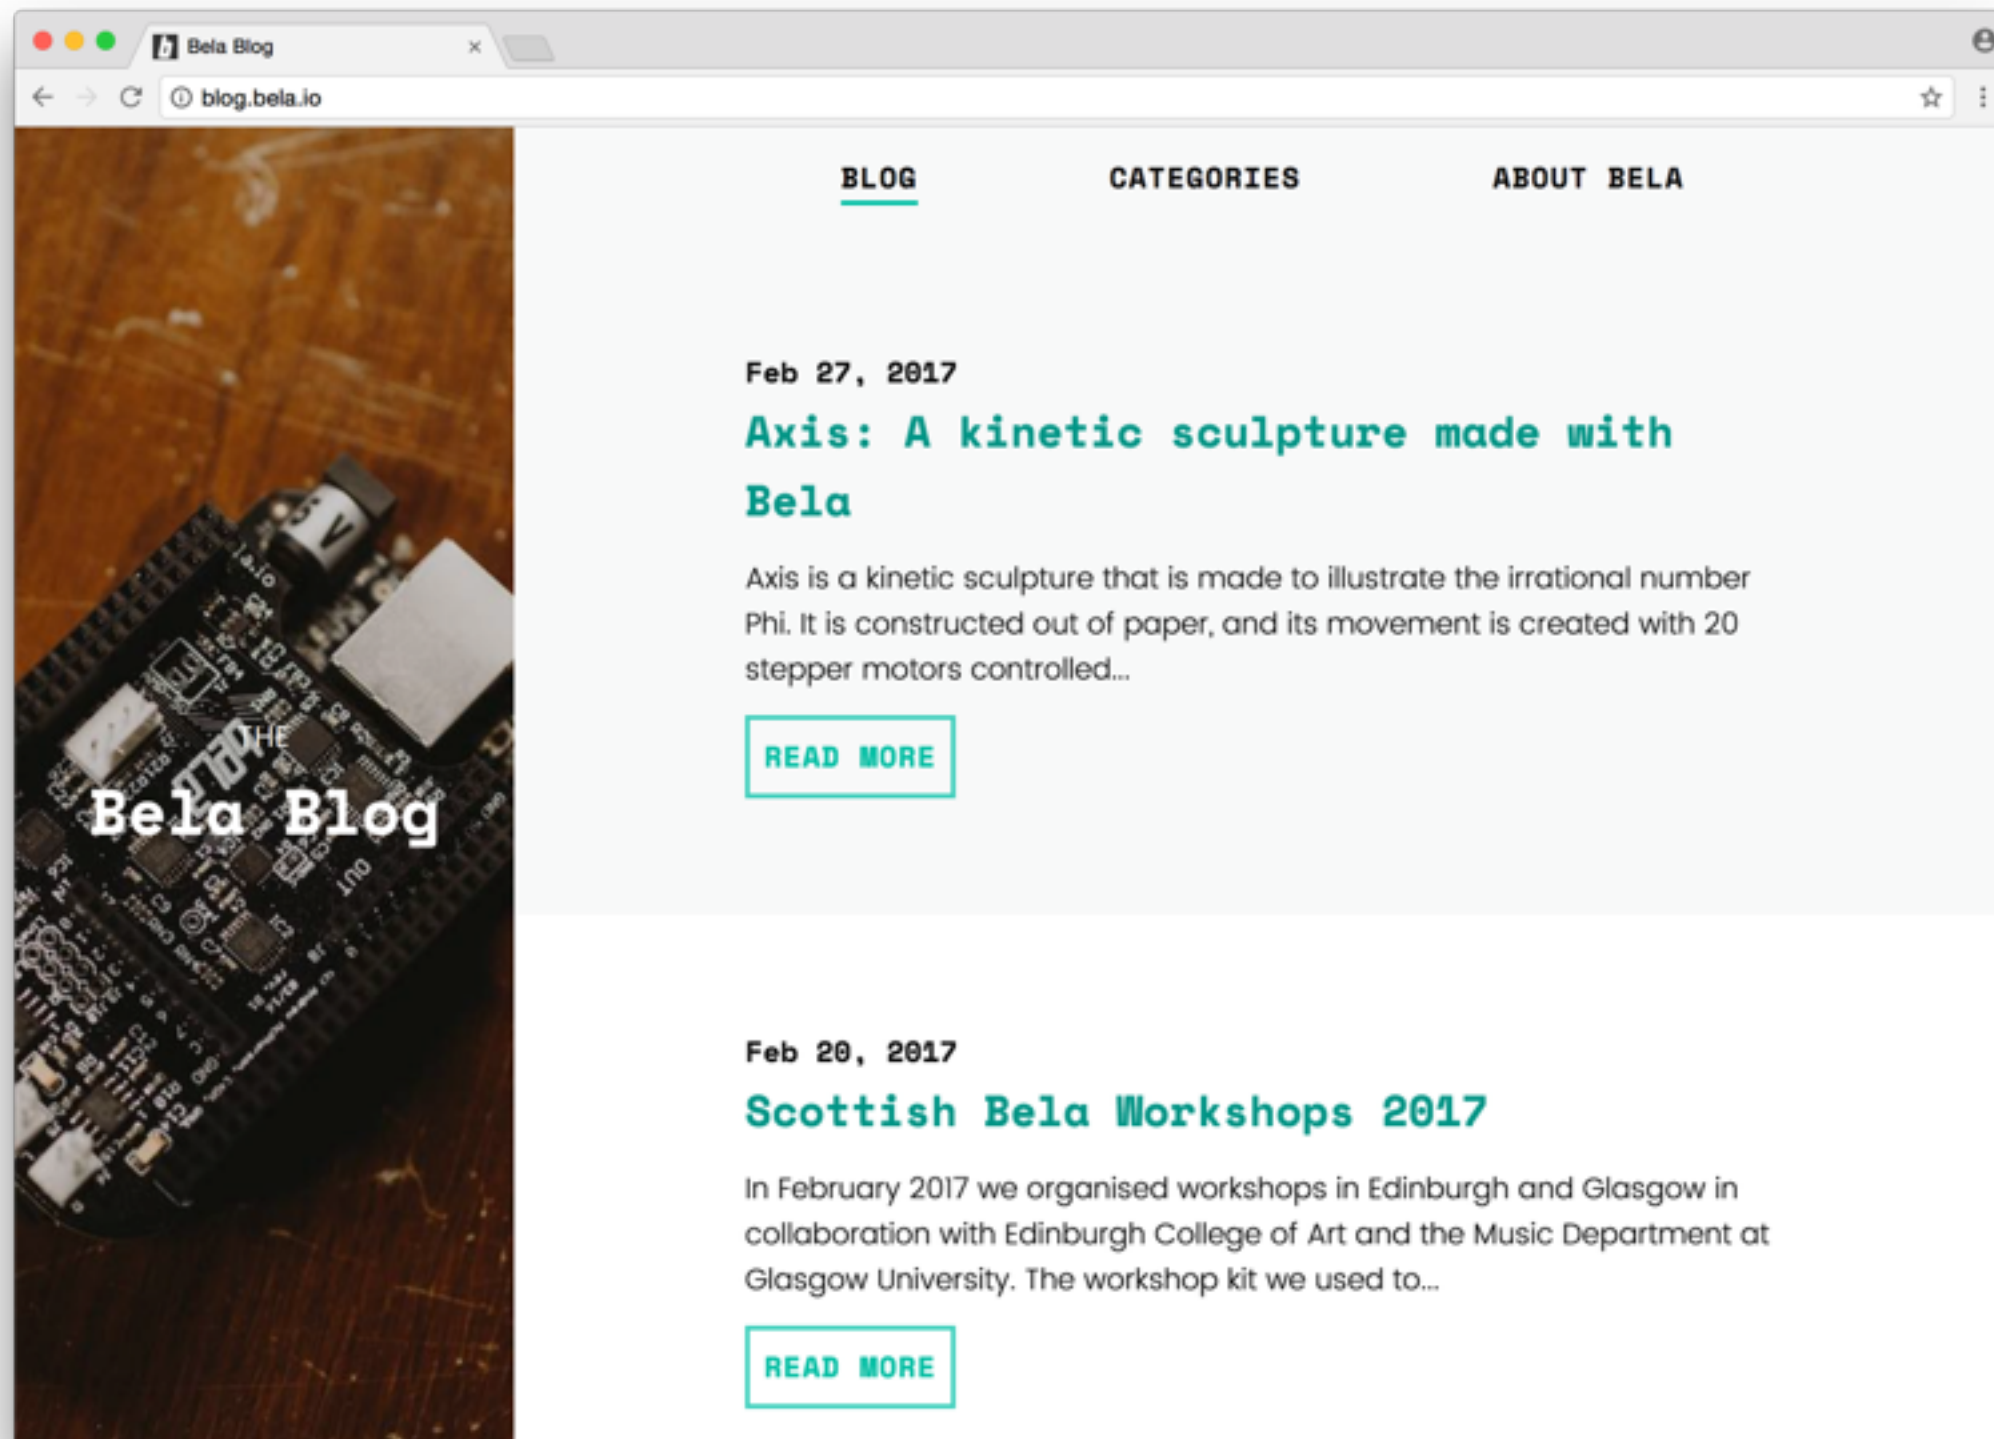 Bela Blog
blog.bela.io
BLOG CATEGORIES ABOUT BELA
Feb 27, 2017
Axis: A kinetic sculpture made with
Bela
Axis is a kinetic sculpture that is made to illustrate the irrational number
Phi. It is constructed out of paper, and its movement is created with 20
stepper motors controlled...
READ MORE
5V
la.io
THE
Bela Blog
OUT
Feb 20, 2017
Scottish Bela Workshops 2017
In February 2017 we organised workshops in Edinburgh and Glasgow in
collaboration with Edinburgh College of Art and the Music Department at
Glasgow University. The workshop kit we used to...
READ MORE